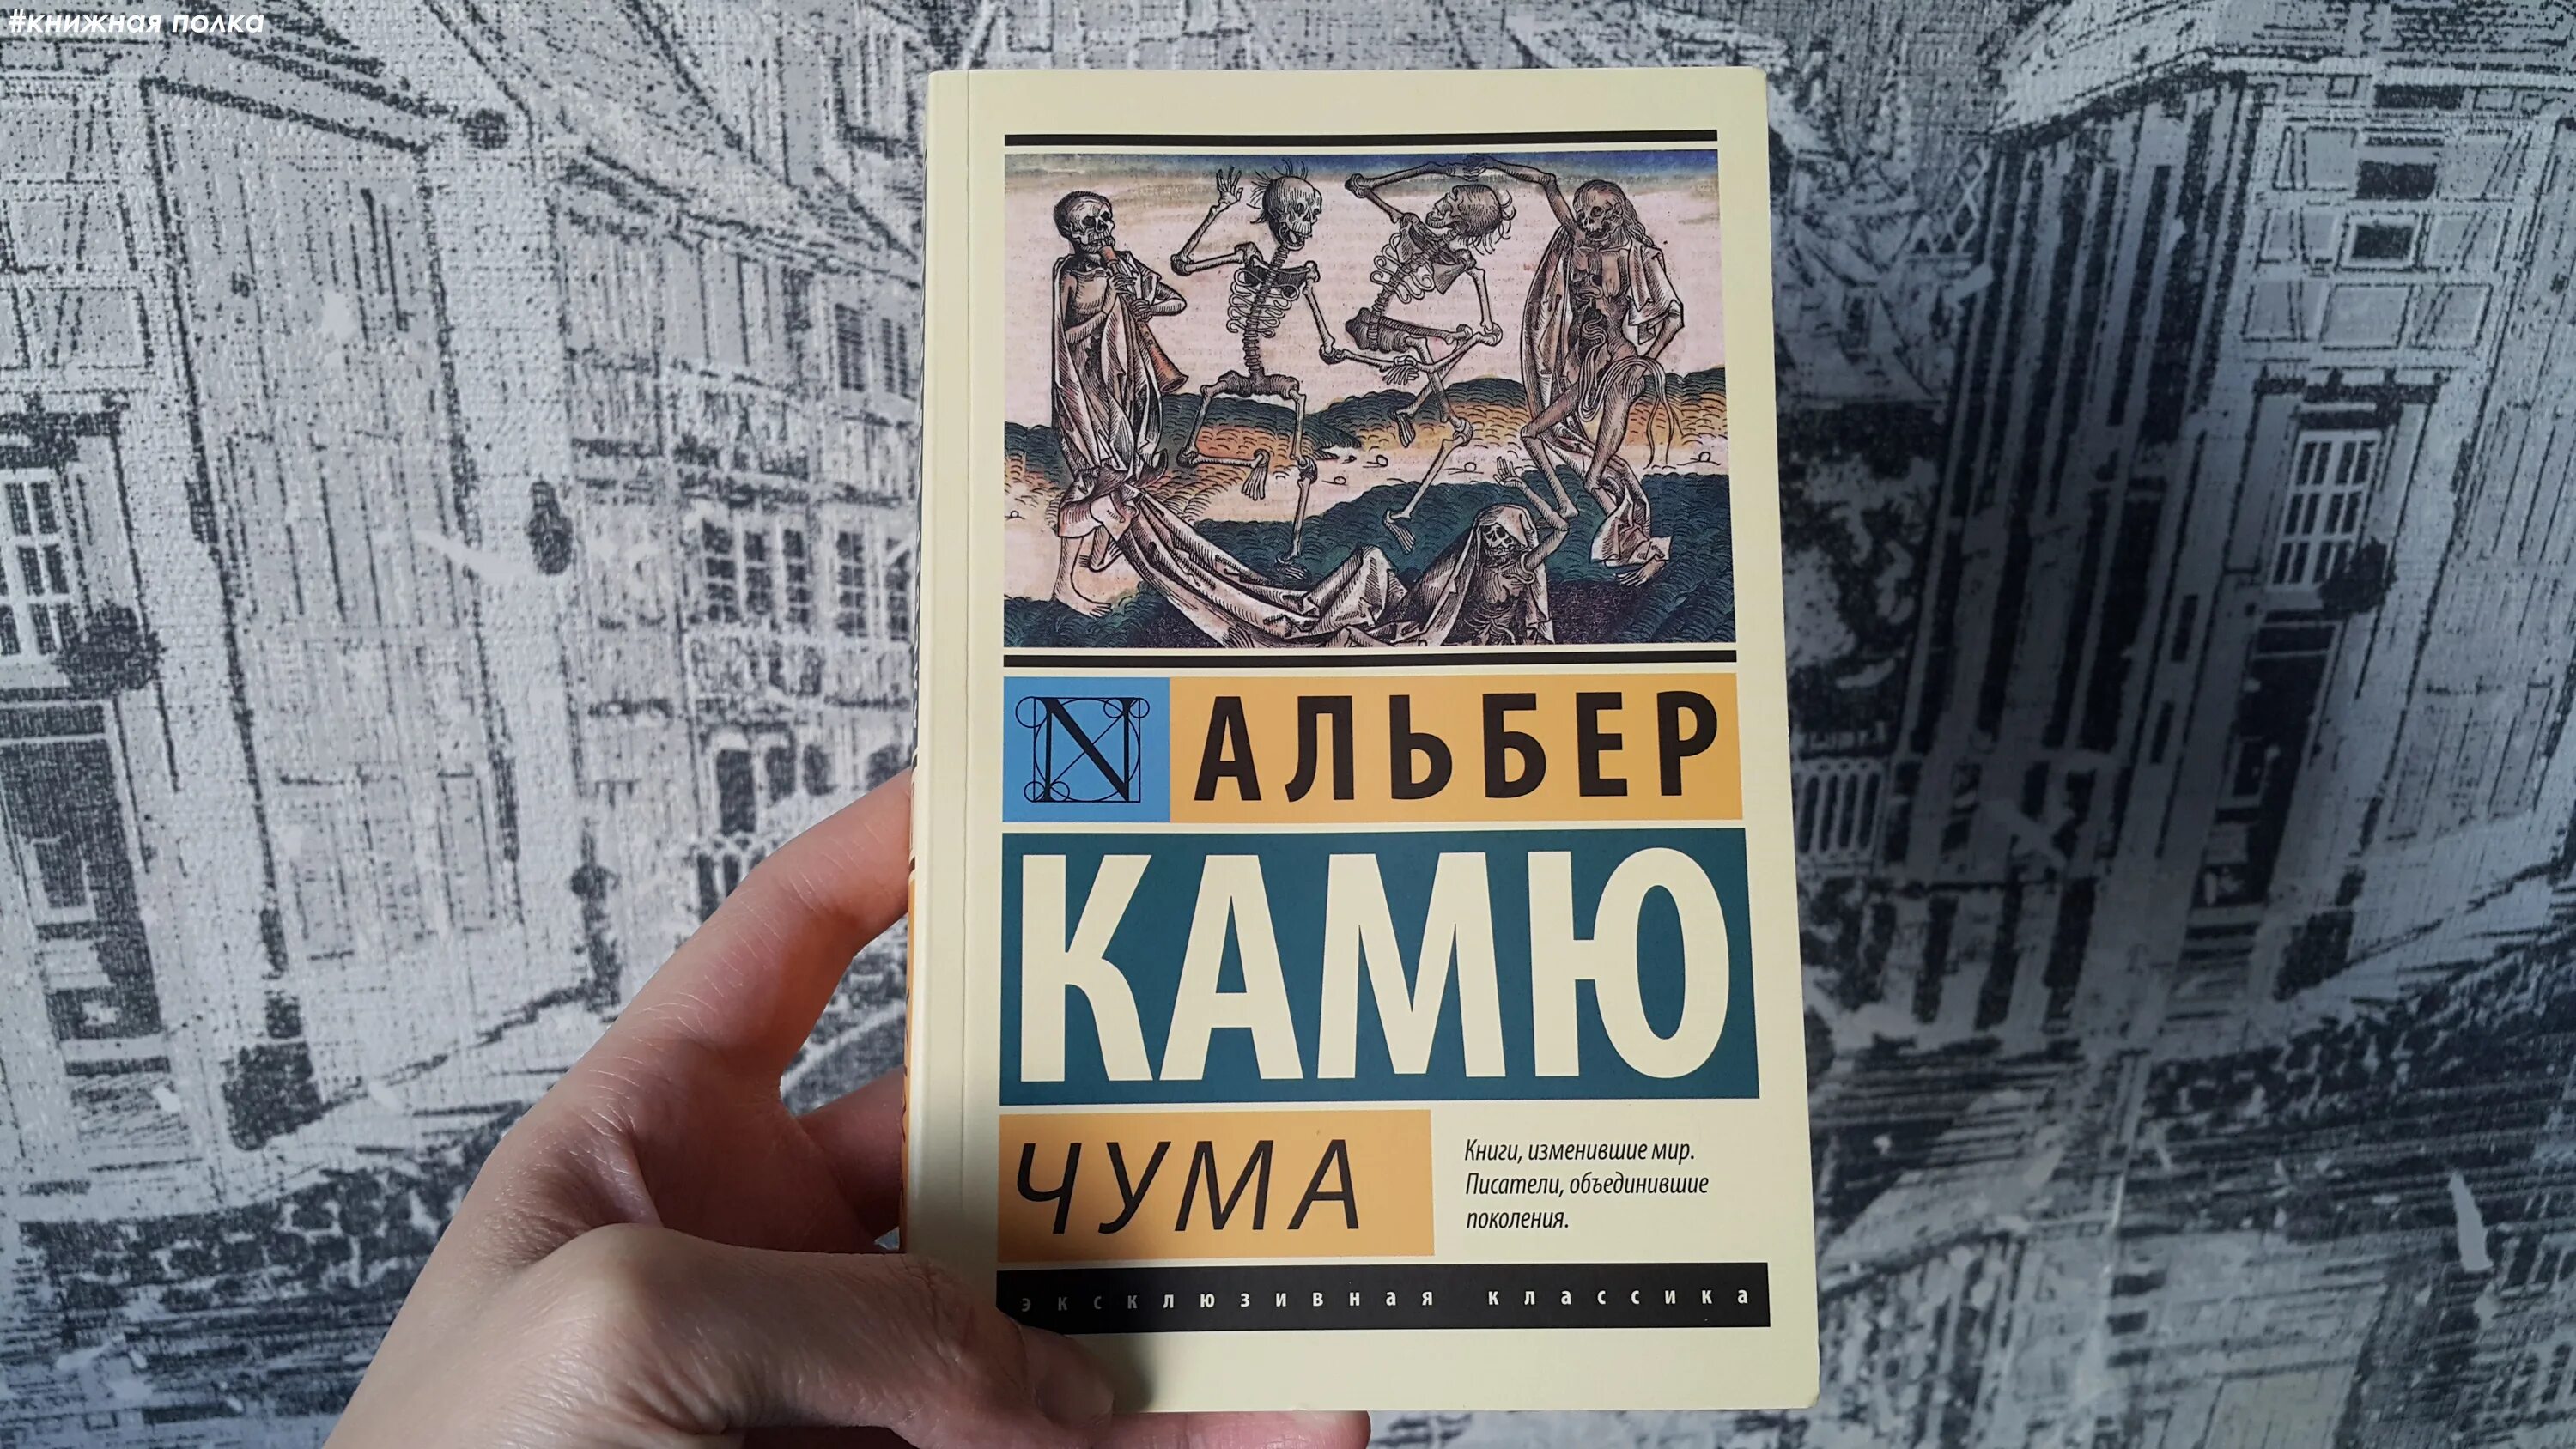 #книжная полка
N АЛЬБЕР
КАМЮ
ЧУМА
Книги, изменившие мир.
Писатели, объединившие
поколения.
эксклюзивная классика